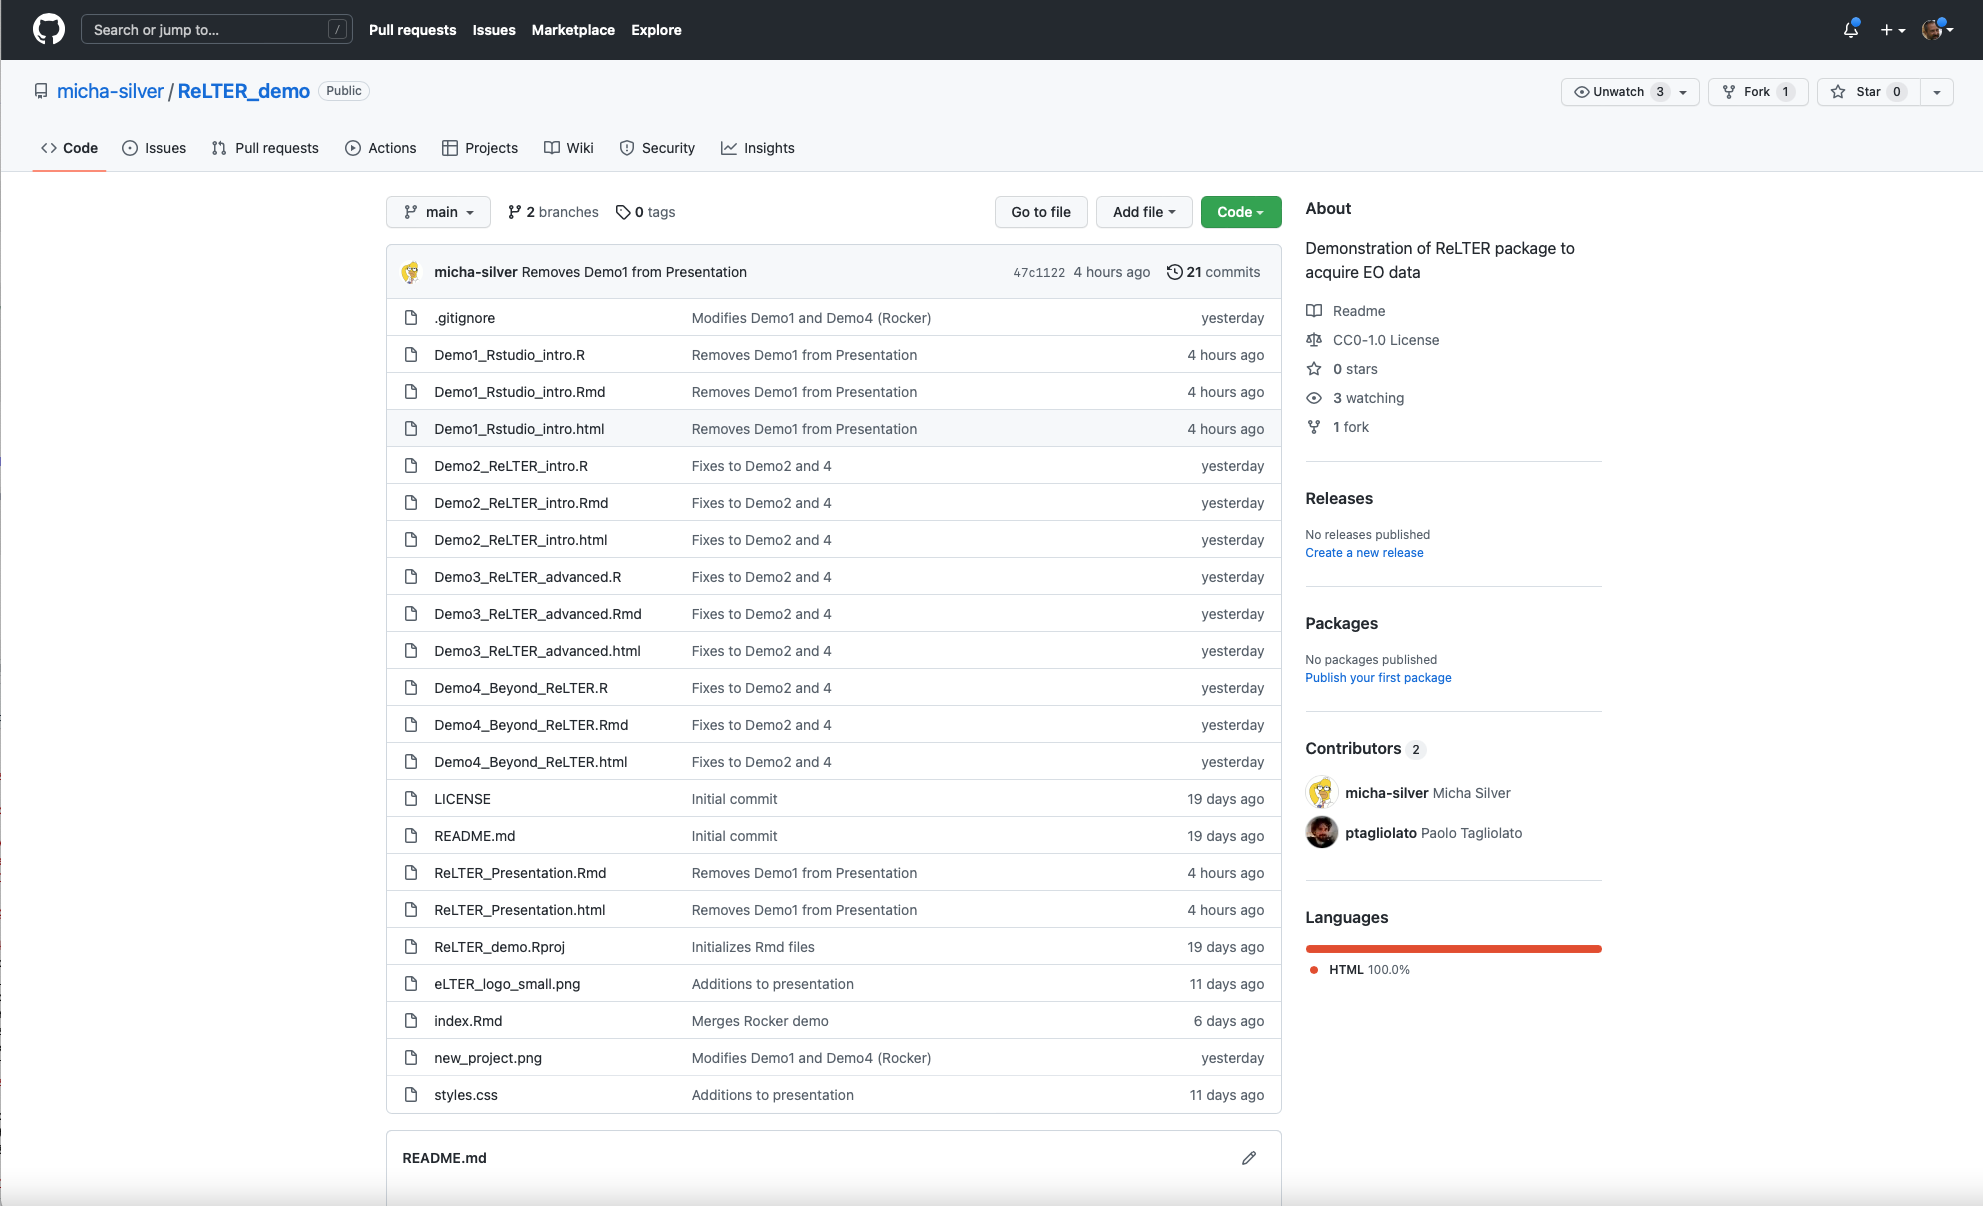 Search or jump to... /
Pull requests Issues Marketplace Explore
micha-silver / ReLTER_demo Public
Unwatch 3 Fork 1 Star 0
Code Issues Pull requests Actions Projects Wiki Security Insights
main 2 branches 0 tags Go to file Add file Code
micha-silver Removes Demo1 from Presentation 47c1122 4 hours ago 21 commits
.gitignore Modifies Demo1 and Demo4 (Rocker) yesterday
Demo1_Rstudio_intro.R Removes Demo1 from Presentation 4 hours ago
Demo1_Rstudio_intro.Rmd Removes Demo1 from Presentation 4 hours ago
Demo1_Rstudio_intro.html Removes Demo1 from Presentation 4 hours ago
Demo2_ReLTER_intro.R Fixes to Demo2 and 4 yesterday
Demo2_ReLTER_intro.Rmd Fixes to Demo2 and 4 yesterday
Demo2_ReLTER_intro.html Fixes to Demo2 and 4 yesterday
Demo3_ReLTER_advanced.R Fixes to Demo2 and 4 yesterday
Demo3_ReLTER_advanced.Rmd Fixes to Demo2 and 4 yesterday
Demo3_ReLTER_advanced.html Fixes to Demo2 and 4 yesterday
Demo4_Beyond_ReLTER.R Fixes to Demo2 and 4 yesterday
Demo4_Beyond_ReLTER.Rmd Fixes to Demo2 and 4 yesterday
Demo4_Beyond_ReLTER.html Fixes to Demo2 and 4 yesterday
LICENSE Initial commit 19 days ago
README.md Initial commit 19 days ago
ReLTER_Presentation.Rmd Removes Demo1 from Presentation 4 hours ago
ReLTER_Presentation.html Removes Demo1 from Presentation 4 hours ago
ReLTER_demo.Rproj Initializes Rmd files 19 days ago
eLTER_logo_small.png Additions to presentation 11 days ago
index.Rmd Merges Rocker demo 6 days ago
new_project.png Modifies Demo1 and Demo4 (Rocker) yesterday
styles.css Additions to presentation 11 days ago
README.md
About
Demonstration of ReLTER package to
acquire EO data
Readme
CC0-1.0 License
0 stars
3 watching
1 fork
Releases
No releases published
Create a new release
Packages
No packages published
Publish your first package
Contributors 2
micha-silver Micha Silver
ptagliolato Paolo Tagliolato
Languages
HTML 100.0%